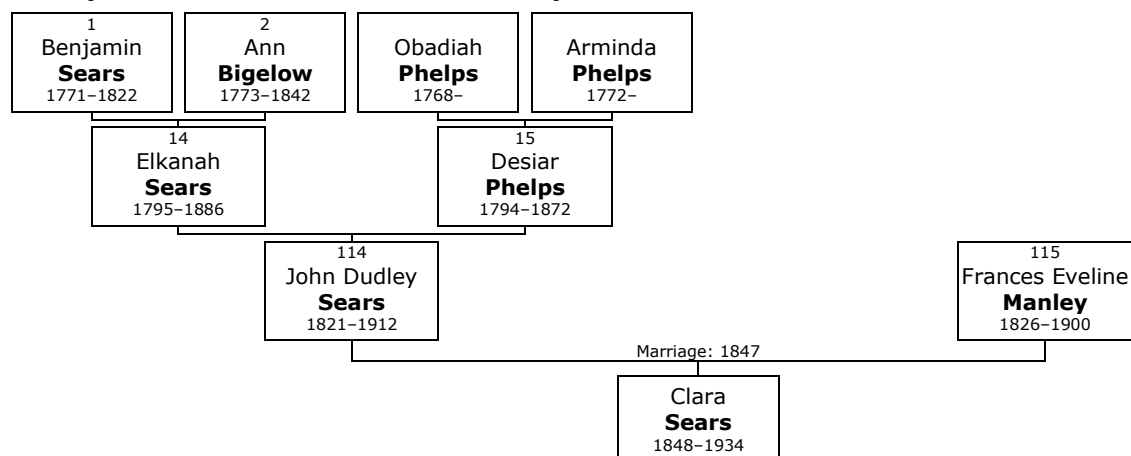 1
Benjamin
Sears
1771–1822
2
Ann
Bigelow
1773–1842
Obadiah
Phelps
1768–
Arminda
Phelps
1772–
14
Elkanah
Sears
1795–1886
15
Desiar
Phelps
1794–1872
114
John Dudley
Sears
1821–1912
115
Frances Eveline
Manley
1826–1900
Marriage: 1847
Clara
Sears
1848–1934